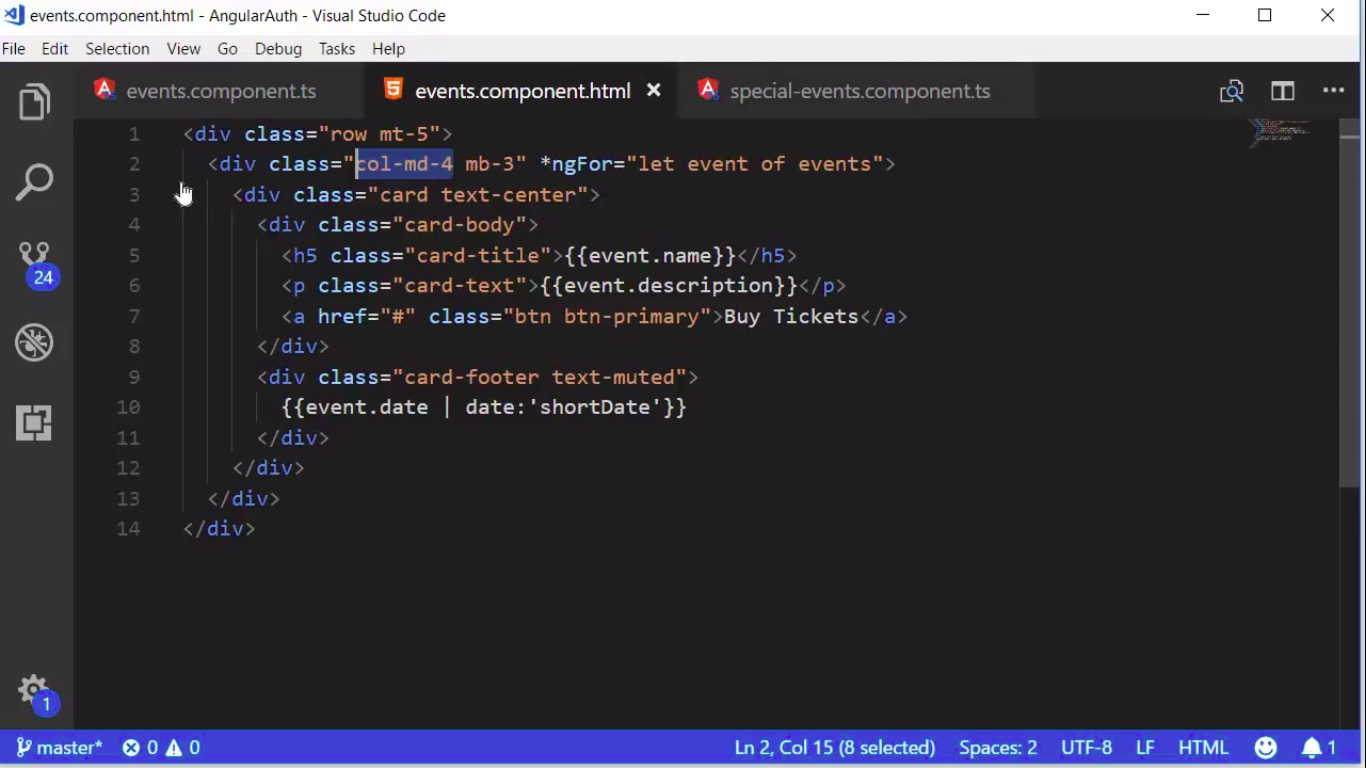 events.component.html - AngularAuth - Visual Studio Code
File Edit Selection View Go Debug Tasks Help
events.component.ts events.component.html special-events.component.ts
1 <div class="row mt-5">
2 <div class="col-md-4 mb-3" *ngFor="let event of events">
3 <div class="card text-center">
4 <div class="card-body">
5 <h5 class="card-title">{{event.name}}</h5>
6 <p class="card-text">{{event.description}}</p>
7 <a href="#" class="btn btn-primary">Buy Tickets</a>
8 </div>
9 <div class="card-footer text-muted">
10 {{event.date | date:'shortDate'}}
11 </div>
12 </div>
13 </div>
14 </div>
24
1
master* 0 0 Ln 2, Col 15 (8 selected) Spaces: 2 UTF-8 LF HTML 1